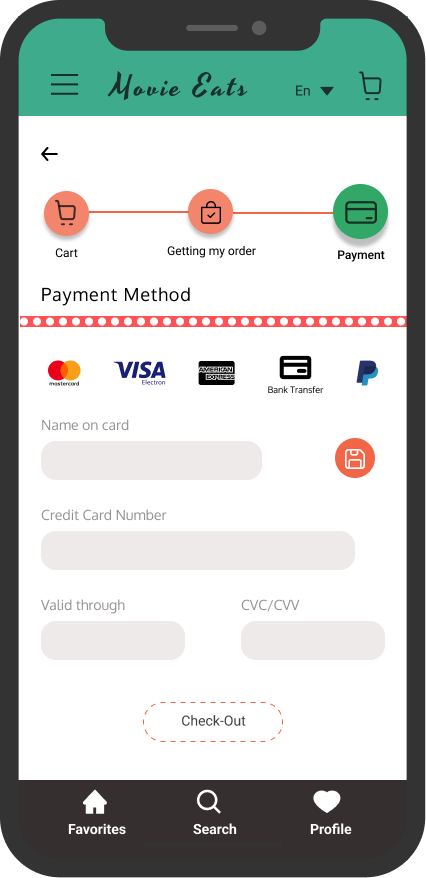 Movie Eats
En
Cart
Getting my order
Payment
Payment Method
mastercard
VISA
Electron
AMERICAN
EXPRESS
Bank Transfer
Name on card
Credit Card Number
Valid through
CVC/CVV
Check-Out
Favorites
Search
Profile